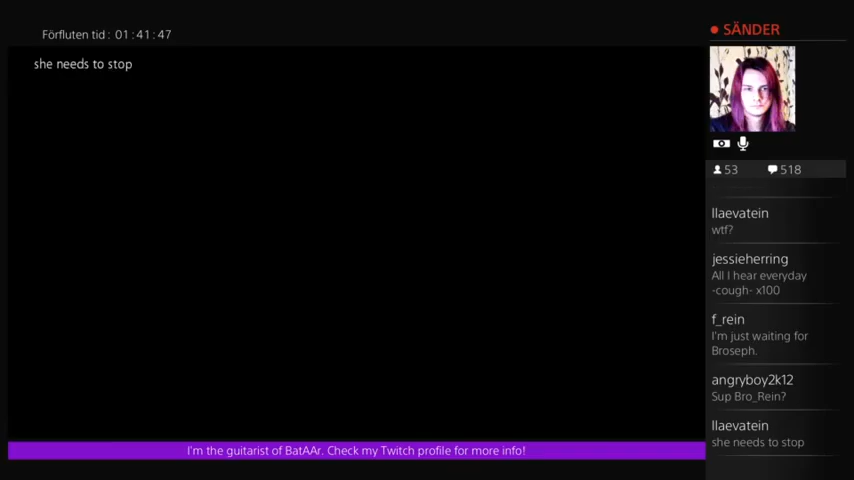 Förfluten tid : 01:41:47
SÄNDER
she needs to stop
53
518
llaevatein
wtf?
jessieherring
All I hear everyday
-cough- x100
f_rein
I'm just waiting for
Broseph.
angryboy2k12
Sup Bro_Rein?
llaevatein
she needs to stop
I'm the guitarist of BatAAr. Check my Twitch profile for more info!